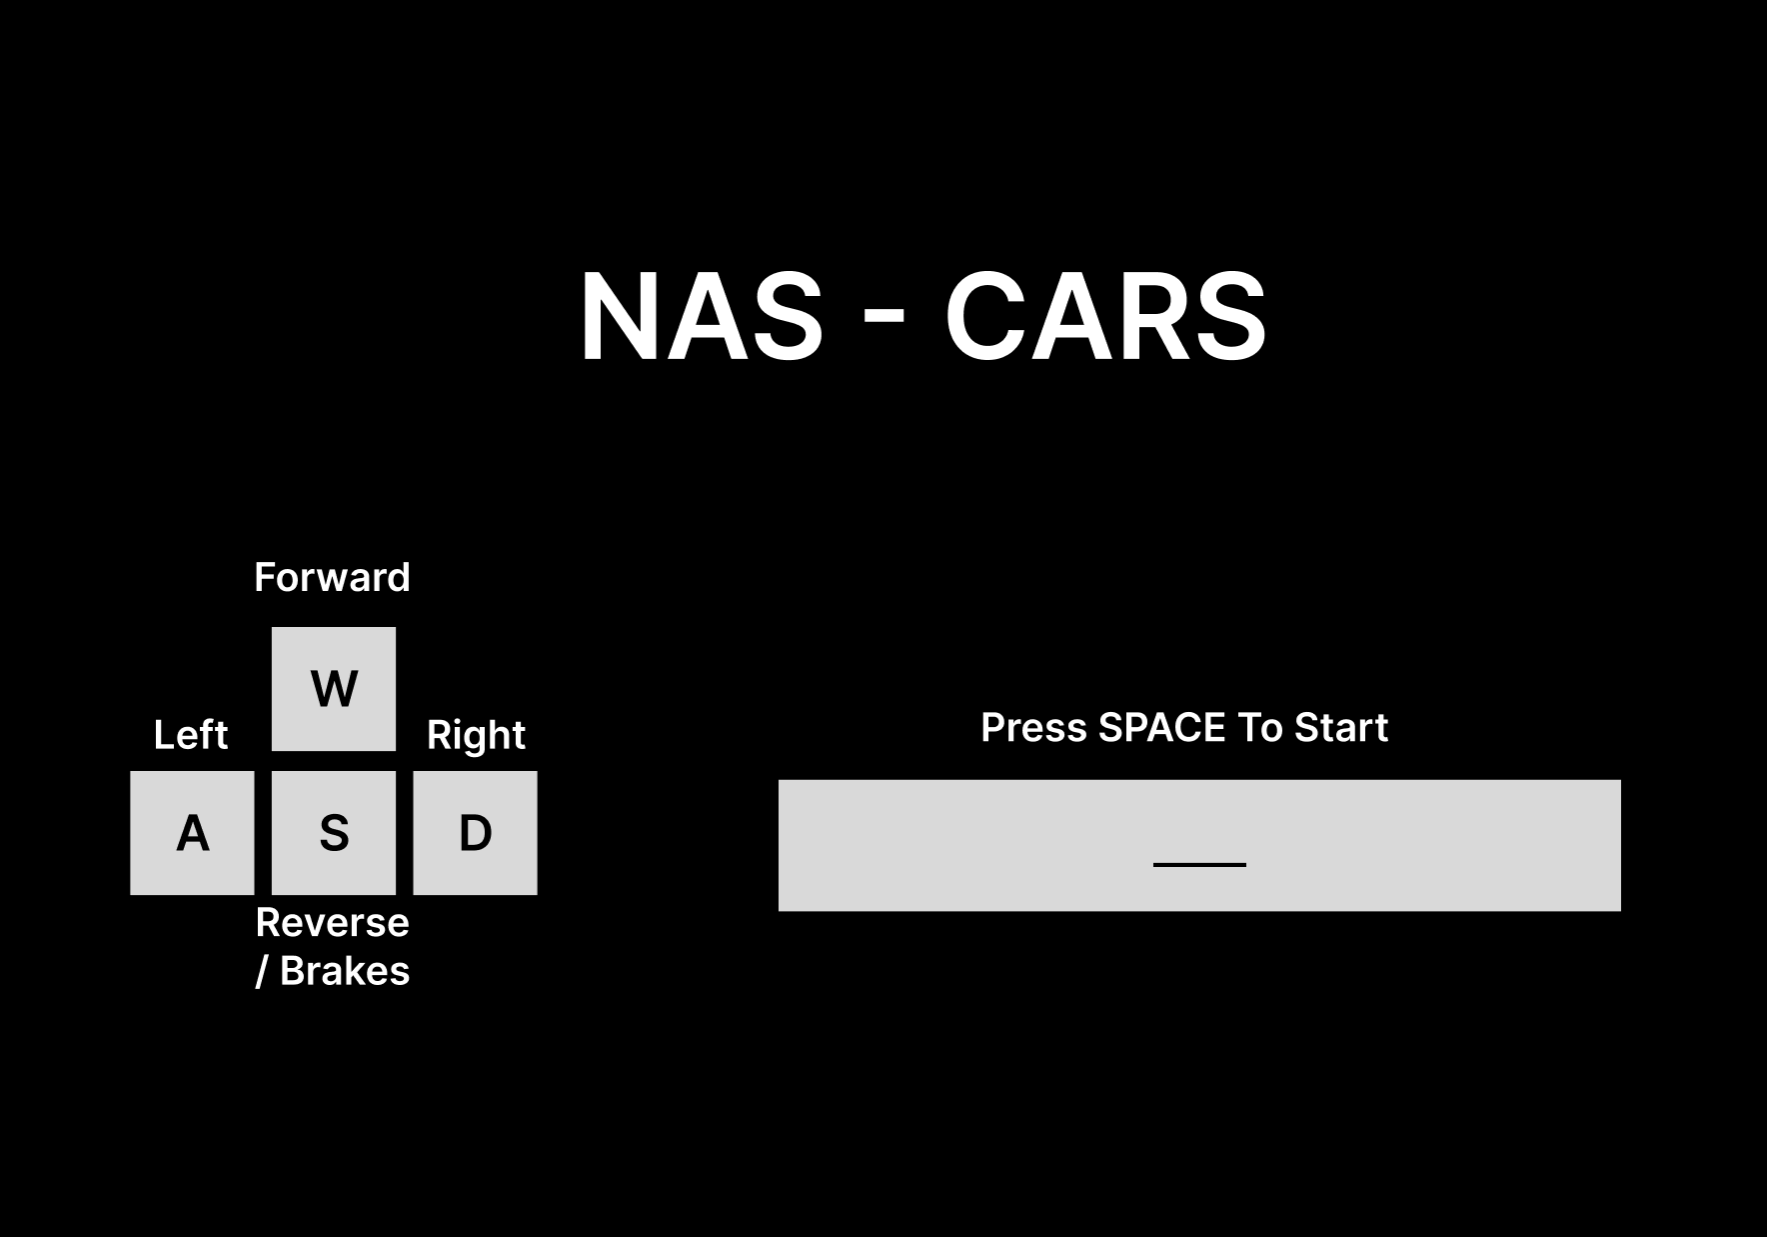 NAS - CARS
Forward
W
Left
Right
A
S
D
Reverse
/ Brakes
Press SPACE To Start